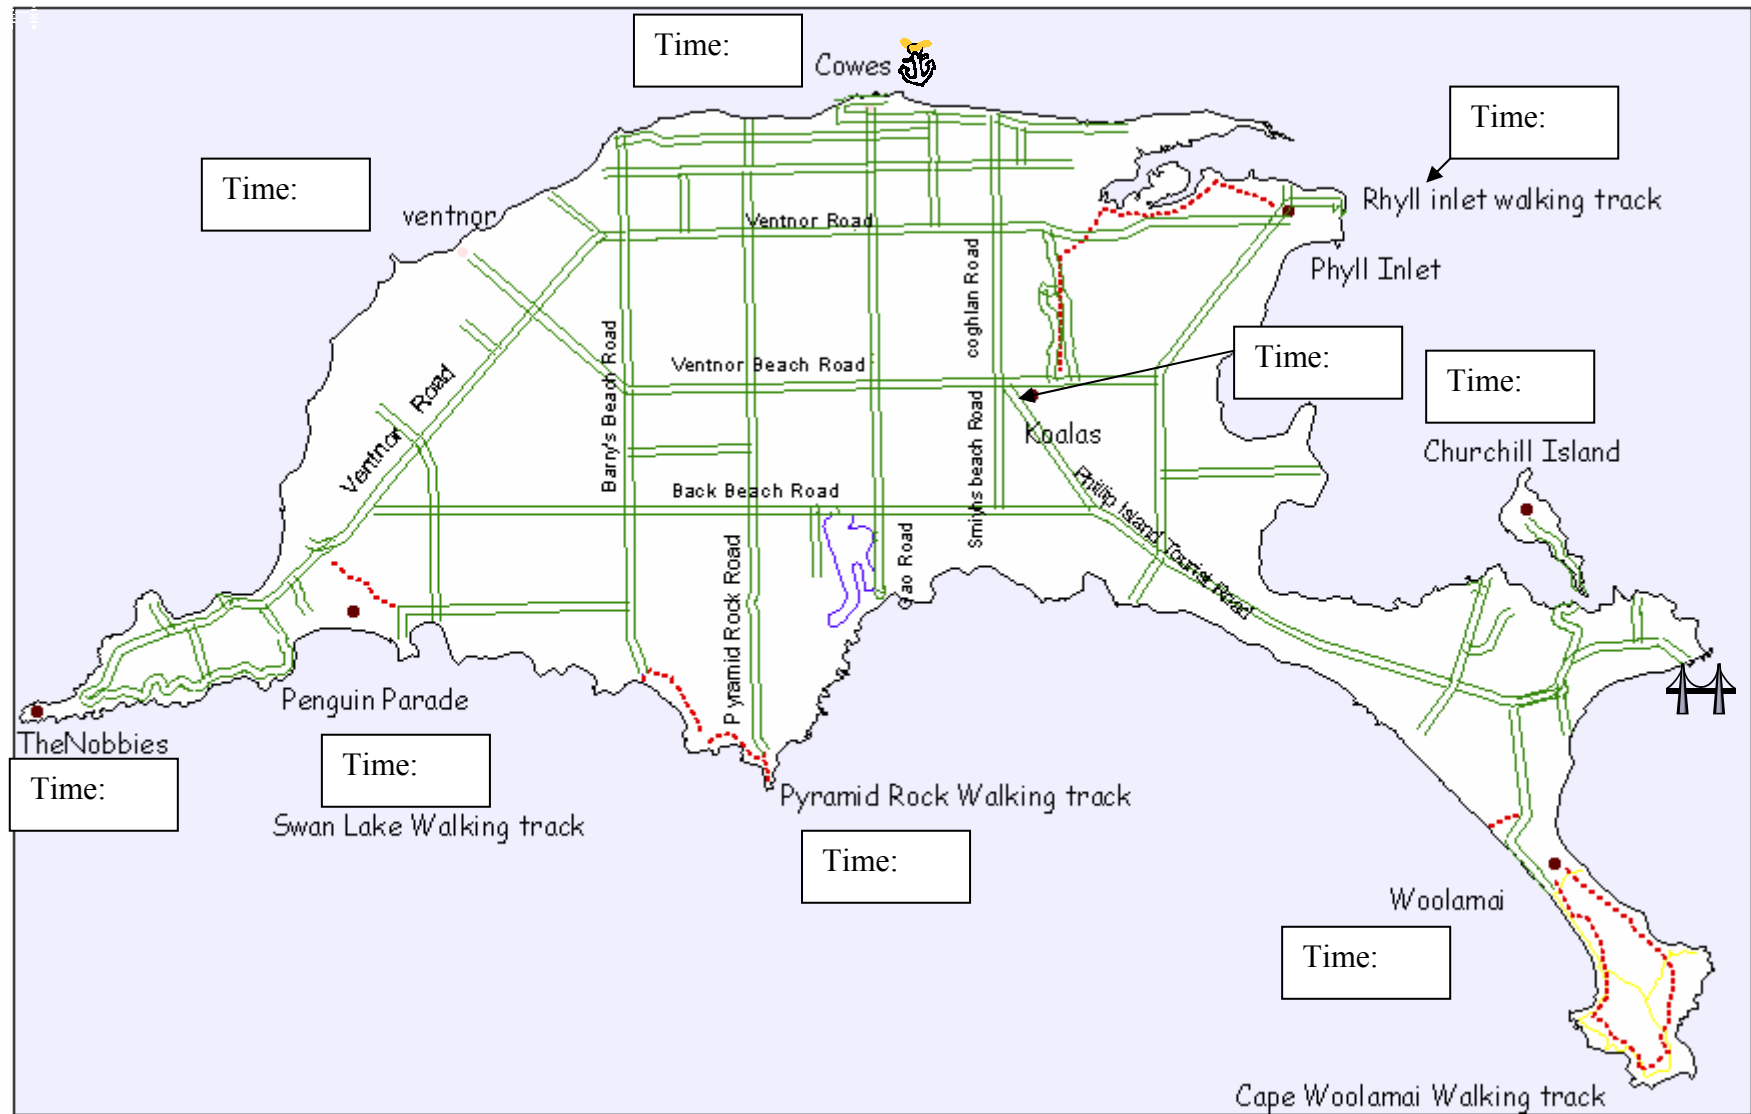 Time:
Cowes
Time:
Rhyll inlet walking track
Time:
ventnor
Ventnor Road
coghlan Road
Phyll Inlet
Time:
Time:
Ventnor Beach Road
Barry's Beach Road
Ventnor Road
Smiyhs beach Road
Koalas
Churchill Island
Phillip Island Tourist Road
Back Beach Road
Pyramid Rock Road
Gao Road
Penguin Parade
TheNobbies
Time:
Time:
Swan Lake Walking track
Pyramid Rock Walking track
Time:
Woolamai
Time:
Cape Woolamai Walking track